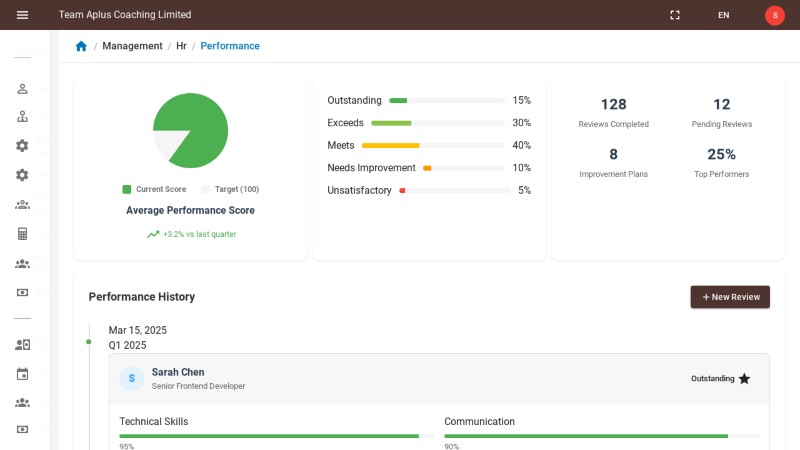 Team Aplus Coaching Limited
EN
S
/ Management / Hr / Performance
Current Score
Target (100)
Average Performance Score
+3.2% vs last quarter
Outstanding 15%
Exceeds 30%
Meets 40%
Needs Improvement 10%
Unsatisfactory 5%
128
Reviews Completed
12
Pending Reviews
8
Improvement Plans
25%
Top Performers
Performance History
+ New Review
Mar 15, 2025
Q1 2025
S
Sarah Chen
Senior Frontend Developer
Outstanding
Technical Skills
95%
Communication
90%